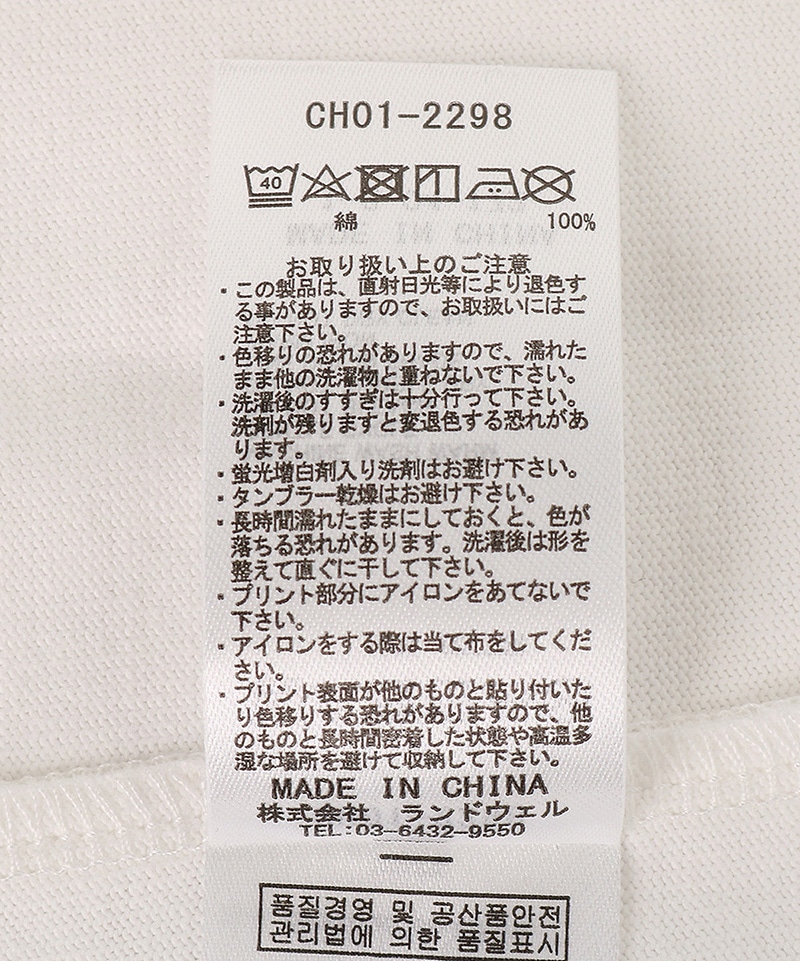 CH01-2298
40
綿 100%
お取り扱い上のご注意
・この製品は、直射日光等により退色す
る事がありますので、お取扱いにはご
注意下さい。
・色移りの恐れがありますので、濡れた
まま他の洗濯物と重ねないで下さい。
・洗濯後のすすぎは十分行って下さい。
洗剤が残りますと変退色する恐れがあ
ります。
・蛍光増白剤入り洗剤はお避け下さい。
・タンブラー乾燥はお避け下さい。
・長時間濡れたままにしておくと、色が
落ちる恐れがあります。洗濯後は形を
整えて直ぐに干して下さい。
・プリント部分にアイロンをあてないで
下さい。
・アイロンをする際は当て布をしてくだ
さい。
・プリント表面が他のものと貼り付いた
り色移りする恐れがありますので、他
のものと長時間密着した状態や高温多
湿な場所を避けて収納して下さい。
MADE IN CHINA
株式会社 ランドウェル
TEL:03-6432-9550
품질경영 및 공산품안전
관리법에 의한 품질표시